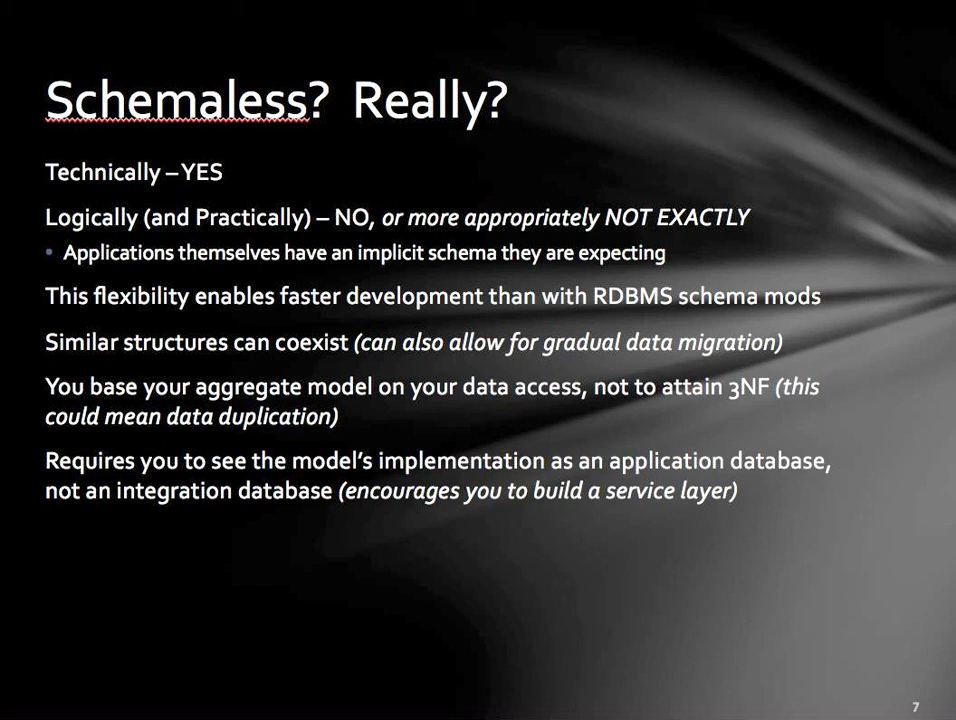 Schemaless?  Really?
Technically – YES
Logically (and Practically) – NO, or more appropriately NOT EXACTLY
• Applications themselves have an implicit schema they are expecting
This flexibility enables faster development than with RDBMS schema mods
Similar structures can coexist (can also allow for gradual data migration)
You base your aggregate model on your data access, not to attain 3NF (this
could mean data duplication)
Requires you to see the model’s implementation as an application database,
not an integration database (encourages you to build a service layer)
7